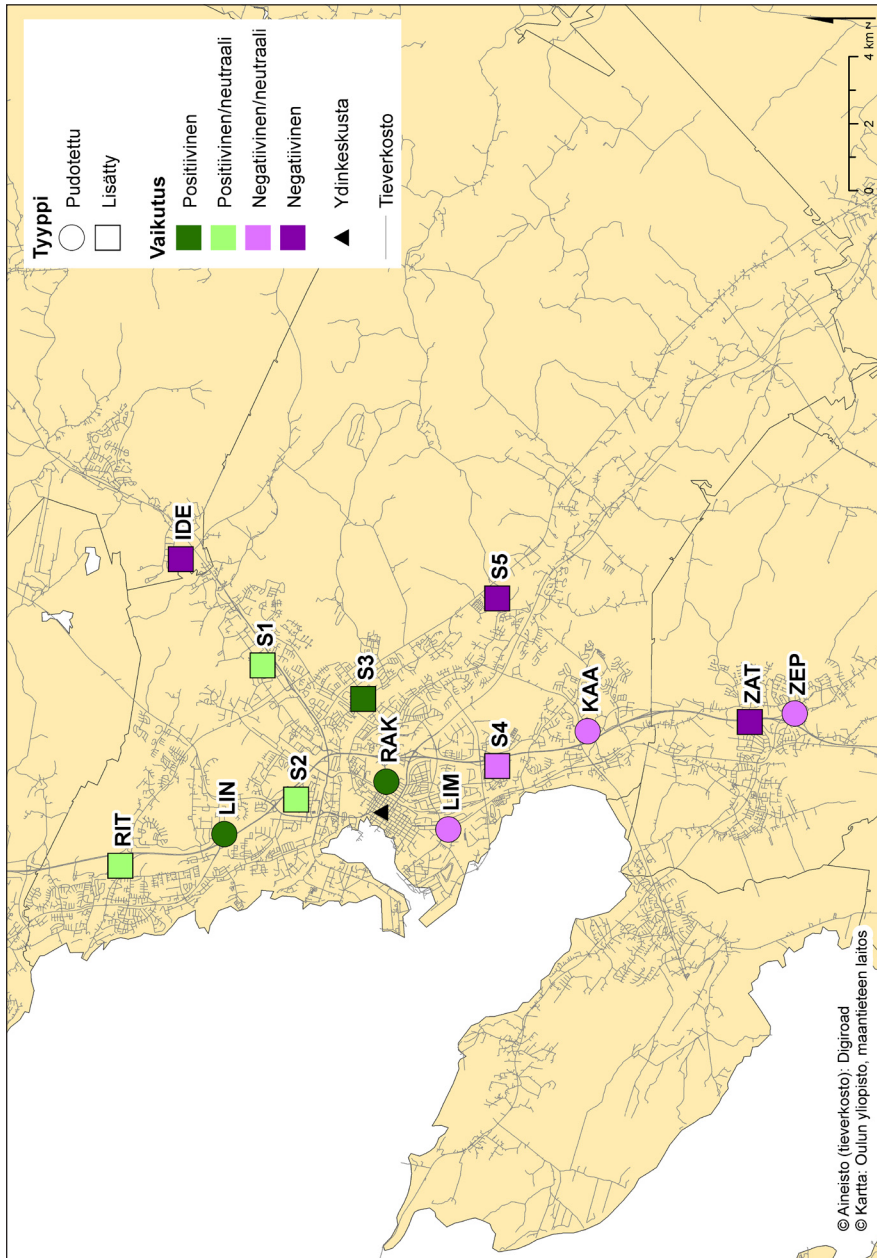 Tyyppi
Pudotettu
Lisätty
Vaikutus
Positiivinen
Positiivinen/neutraali
Negatiivinen/neutraali
Negatiivinen
Ydinkeskusta
Tieverkosto
RIT
IDE
LIN
S1
S2
S3
RAK
LIM
S4
S5
KAA
ZAT
ZEP
0 2 4 km
N
© Aineisto (tieverkosto): Digiroad
© Kartta: Oulun yliopisto, maantieteen laitos